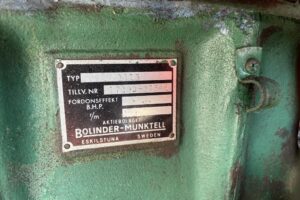 TYP
TILLV. NR
FORDONSEFFEKT
B.H.P.
V/m
AKTIEBOLAGET
BOLINDER-MUNKTELL
ESKILSTUNA SWEDEN